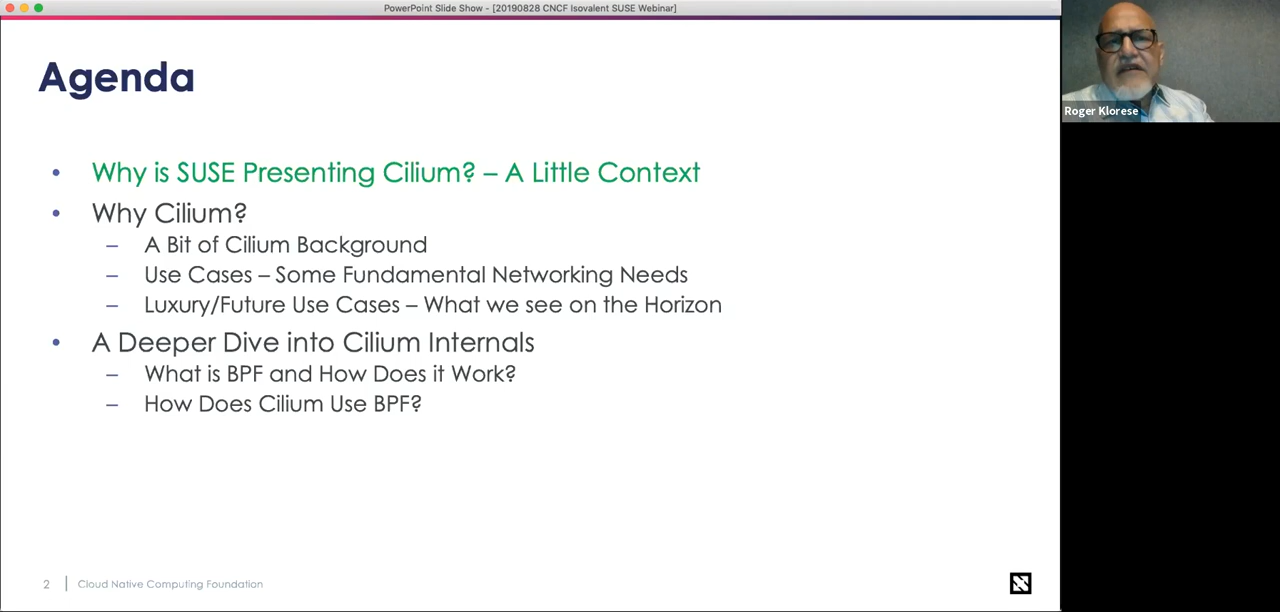 PowerPoint Slide Show - [20190828 CNCF Isovalent SUSE Webinar]
Agenda
• Why is SUSE Presenting Cilium? – A Little Context
• Why Cilium?
– A Bit of Cilium Background
– Use Cases – Some Fundamental Networking Needs
– Luxury/Future Use Cases – What we see on the Horizon
• A Deeper Dive into Cilium Internals
– What is BPF and How Does it Work?
– How Does Cilium Use BPF?
2 | Cloud Native Computing Foundation
Roger Klorese